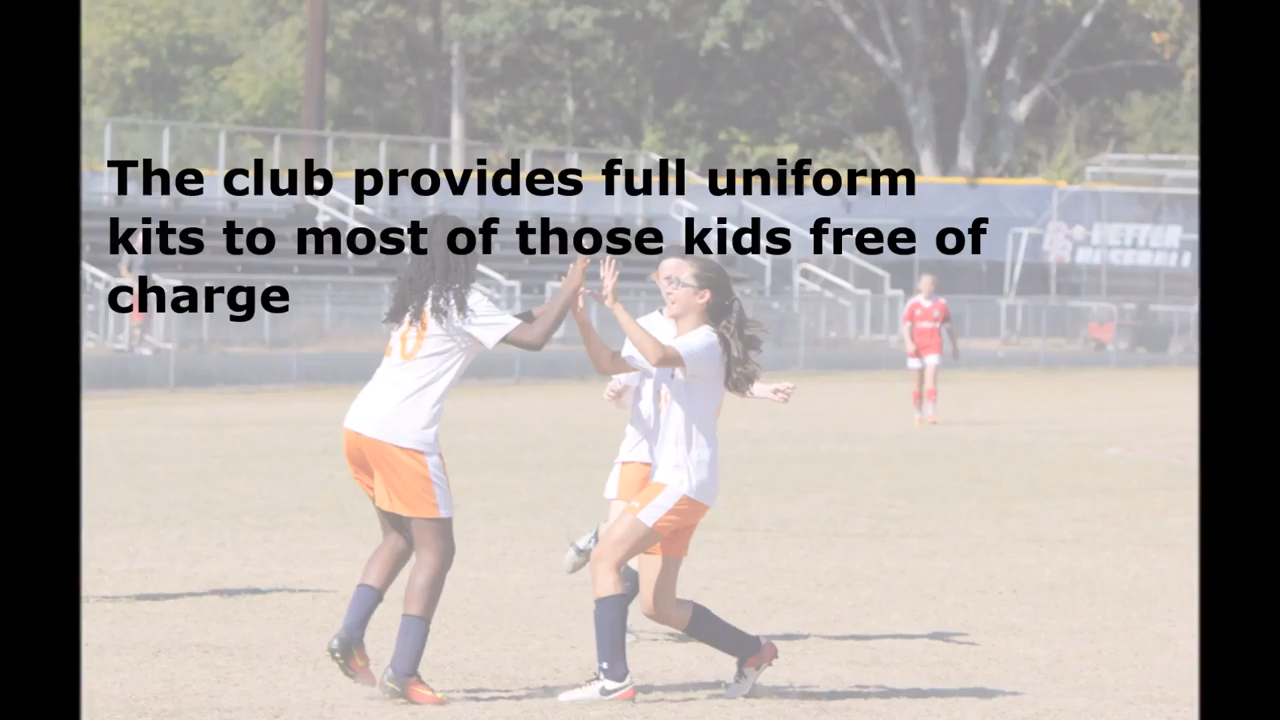 The club provides full uniform
kits to most of those kids free of
charge